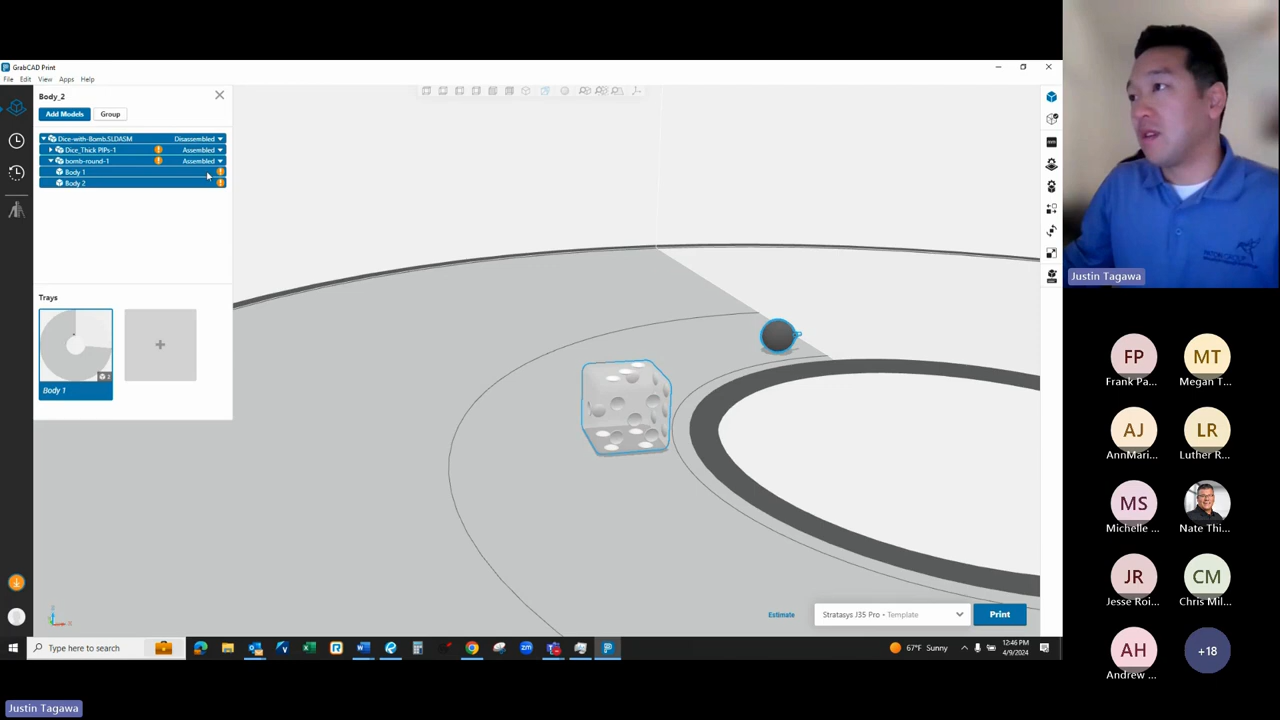 GrabCAD Print
File Edit View Apps Help
Body_2
Add Models Group
Dice-with-Bomb.SLDASM Disassembled
Dice_Thick PIPs-1 Assembled
bomb-round-1 Assembled
Body 1
Body 2
Trays
2
Body 1
Estimate
Stratasys J35 Pro - Template
Print
Type here to search
67°F Sunny
12:46 PM
4/9/2024
Justin Tagawa
FP
Frank Pa...
MT
Megan T...
AJ
AnnMari...
LR
Luther R...
MS
Michelle ...
Nate Thi...
JR
Jesse Roi...
CM
Chris Mil...
AH
Andrew ...
+18
Justin Tagawa